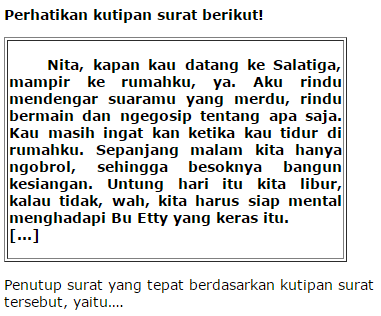 Perhatikan kutipan surat berikut!
Nita, kapan kau datang ke Salatiga,
mampir ke rumahku, ya. Aku rindu
mendengar suaramu yang merdu, rindu
bermain dan ngegosip tentang apa saja.
Kau masih ingat kan ketika kau tidur di
rumahku. Sepanjang malam kita hanya
ngobrol, sehingga besoknya bangun
kesiangan. Untung hari itu kita libur,
kalau tidak, wah, kita harus siap mental
menghadapi Bu Etty yang keras itu.
[...]
Penutup surat yang tepat berdasarkan kutipan surat
tersebut, yaitu....